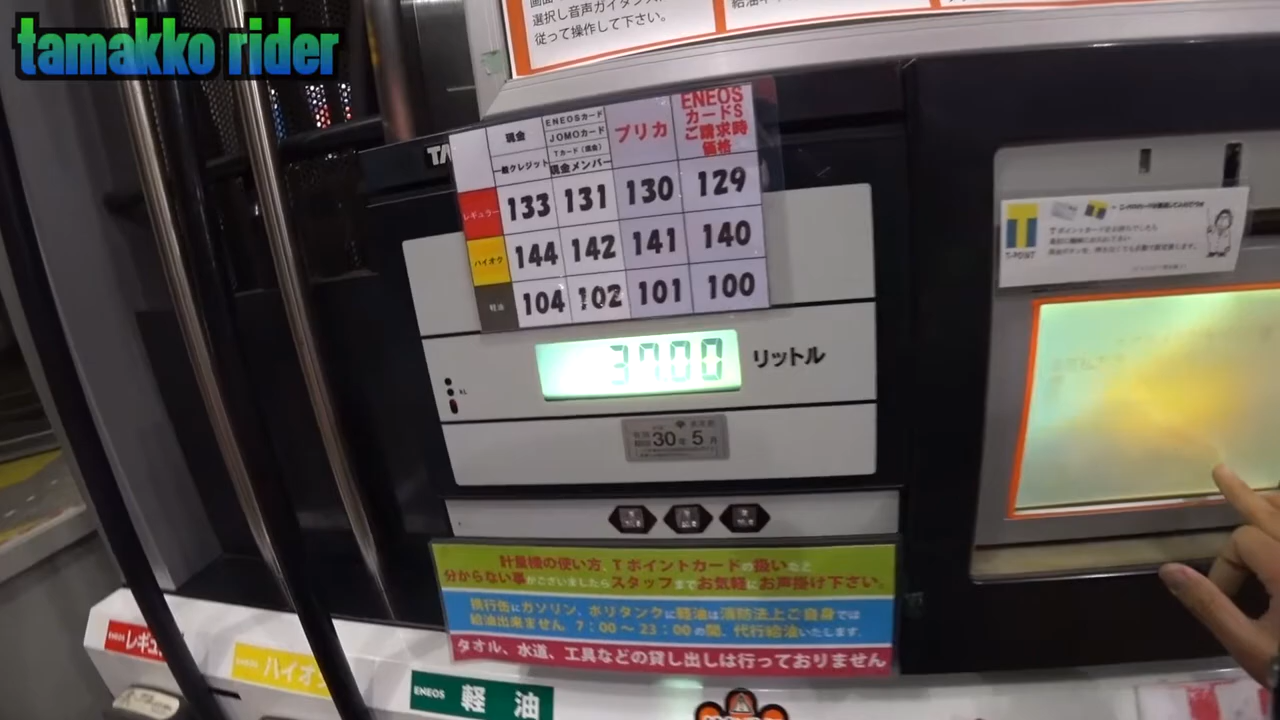 tamakko rider
選択し音声ガイダンスに
従って操作して下さい。
現金
一般クレジット
ENEOSカード
JOMOカード
Tカード(現金)
現金メンバー
プリカ
ENEOS
カードS
ご請求時
価格
レギュラー 133 131 130 129
ハイオク 144 142 141 140
軽油 104 102 101 100
37.00 リットル
30年5月
T-POINT
計量機の使い方、Tポイントカードの扱いなど
分からない事がございましたらスタッフまでお気軽にお声掛け下さい。
携行缶にガソリン、ポリタンクに軽油は消防法上ご自身では
給油出来ません 7:00〜23:00の間、代行給油いたします。
タオル、水道、工具などの貸し出しは行っておりません
ENEOS レギュ
ENEOS ハイオ
ENEOS 軽油